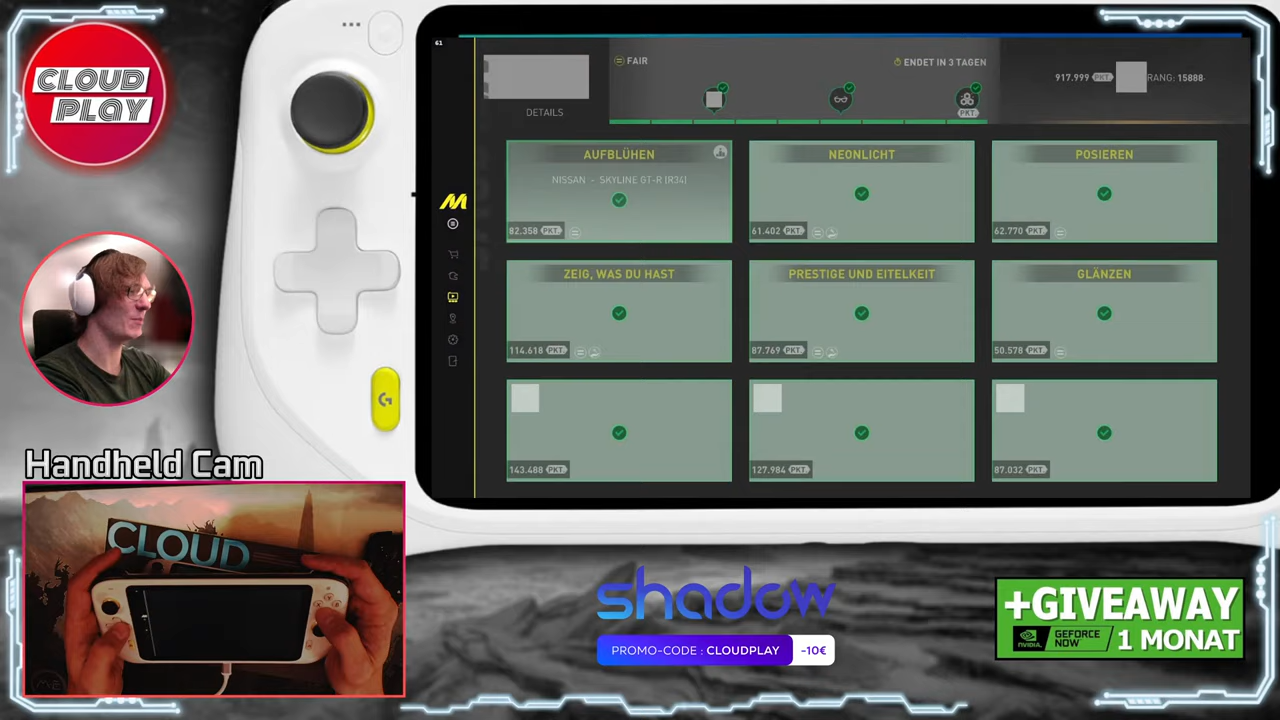 CLOUD
PLAY
61
FAIR
ENDET IN 3 TAGEN
917.999 PKT.
RANG: 15888
DETAILS
PKT.
AUFBLÜHEN
NISSAN - SKYLINE GT-R (R34)
82.358 PKT.
NEONLICHT
61.402 PKT.
POSIEREN
62.770 PKT.
ZEIG, WAS DU HAST
114.618 PKT.
PRESTIGE UND EITELKEIT
87.769 PKT.
GLÄNZEN
50.578 PKT.
143.488 PKT.
127.984 PKT.
87.032 PKT.
G
Handheld Cam
CLOUD
shadow
PROMO-CODE : CLOUDPLAY -10€
+GIVEAWAY
NVIDIA. GEFORCE NOW 1 MONAT